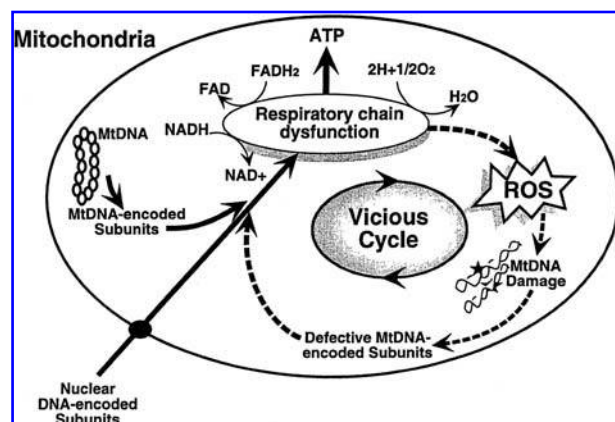 Mitochondria
ATP
FADH2
FAD
2H+1/2O2
H2O
Respiratory chain
dysfunction
NADH
NAD+
MtDNA
MtDNA-encoded
Subunits
ROS
Vicious
Cycle
MtDNA
Damage
Defective MtDNA-
encoded Subunits
Nuclear
DNA-encoded
Subunits